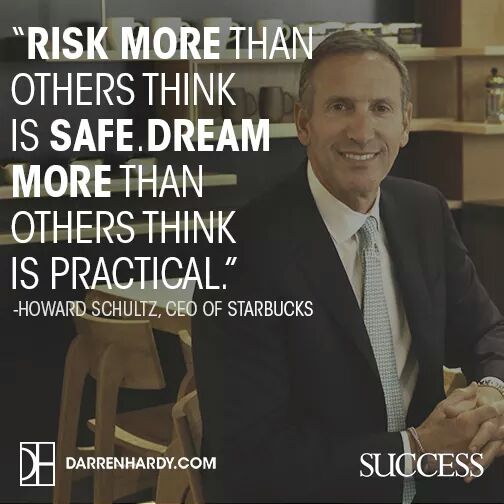 “RISK MORE THAN
OTHERS THINK
IS SAFE. DREAM
MORE THAN
OTHERS THINK
IS PRACTICAL.”
-HOWARD SCHULTZ, CEO OF STARBUCKS
DH DARRENHARDY.COM
SUCCESS